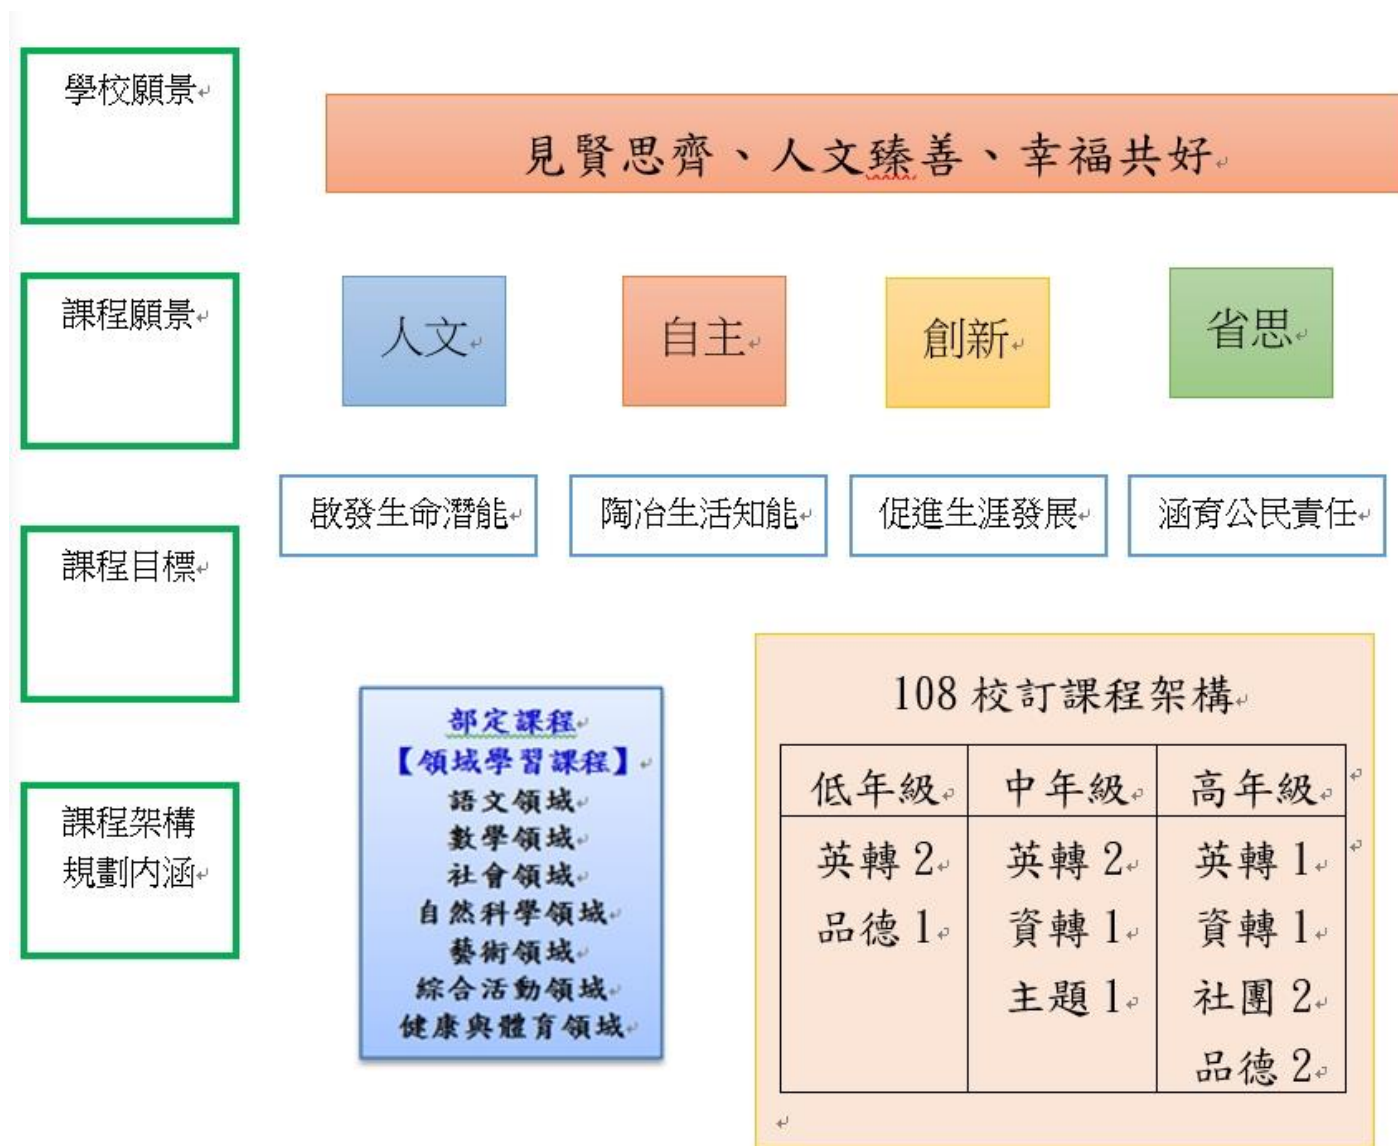 學校願景
見賢思齊、人文臻善、幸福共好
課程願景
人文
自主
創新
省思
啟發生命潛能
陶冶生活知能
促進生涯發展
涵育公民責任
課程目標
課程架構
規劃內涵
部定課程
【領域學習課程】
語文領域
數學領域
社會領域
自然科學領域
藝術領域
綜合活動領域
健康與體育領域
108 校訂課程架構
低年級 中年級 高年級
英轉 2 英轉 2 英轉 1
品德 1 資轉 1 資轉 1
主題 1 社團 2
品德 2